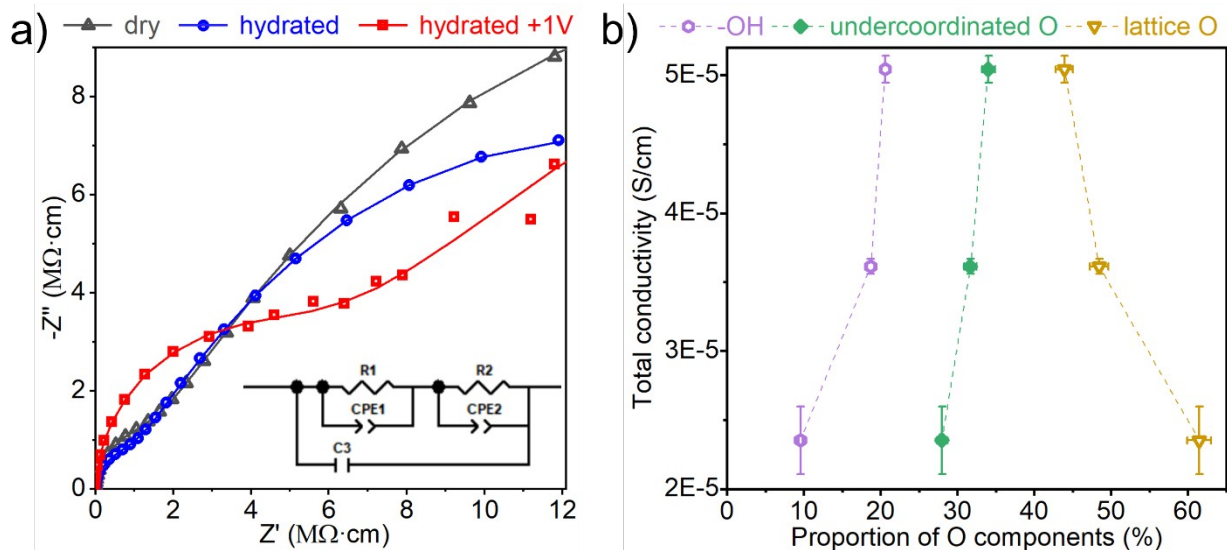 a)
dry hydrated hydrated +1V
-Z" (MΩ·cm)
8
6
4
2
0
R1 R2
CPE1 CPE2
C3
0 2 4 6 8 10 12
Z' (MΩ·cm)
b)
-OH undercoordinated O lattice O
Total conductivity (S/cm)
5E-5
4E-5
3E-5
2E-5
0 10 20 30 40 50 60
Proportion of O components (%)